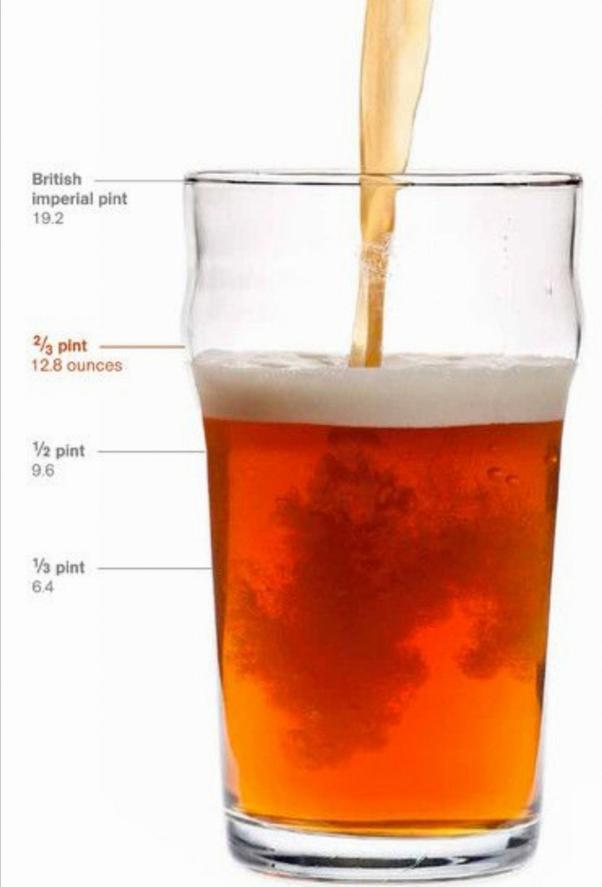 British
imperial pint
19.2
⅔ pint
12.8 ounces
½ pint
9.6
⅓ pint
6.4